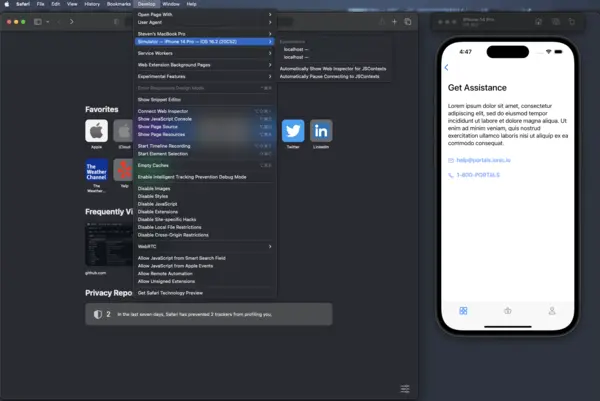 Safari File Edit View History Bookmarks Develop Window Help
Open Page With
User Agent
Steven's MacBook Pro
Simulator — iPhone 14 Pro — iOS 16.2 (20C52)
Service Workers
Web Extension Background Pages
Experimental Features
Enter Responsive Design Mode
Show Snippet Editor
Connect Web Inspector
Show JavaScript Console
Show Page Source
Show Page Resources
Start Timeline Recording
Start Element Selection
Empty Caches
Enable Intelligent Tracking Prevention Debug Mode
Disable Images
Disable Styles
Disable JavaScript
Disable Extensions
Disable Site-specific Hacks
Disable Local File Restrictions
Disable Cross-Origin Restrictions
WebRTC
Allow JavaScript from Smart Search Field
Allow JavaScript from Apple Events
Allow Remote Automation
Allow Unsigned Extensions
Get Safari Technology Preview
localhost —
localhost —
Automatically Show Web Inspector for JSContexts
Automatically Pause Connecting to JSContexts
Favorites
Apple
iCloud
Twitter
LinkedIn
The Weather Channel
The Weather...
Yelp
Frequently Vi
github.com
Privacy Repo
2 In the last seven days, Safari has prevented 2 trackers from profiling you.
iPhone 14 Pro
4:47
Get Assistance
Lorem ipsum dolor sit amet, consectetur
adipiscing elit, sed do eiusmod tempor
incididunt ut labore et dolore magna aliqua. Ut
enim ad minim veniam, quis nostrud
exercitation ullamco laboris nisi ut aliquip ex ea
commodo consequat.
help@portals.ionic.io
1-800-PORTALS